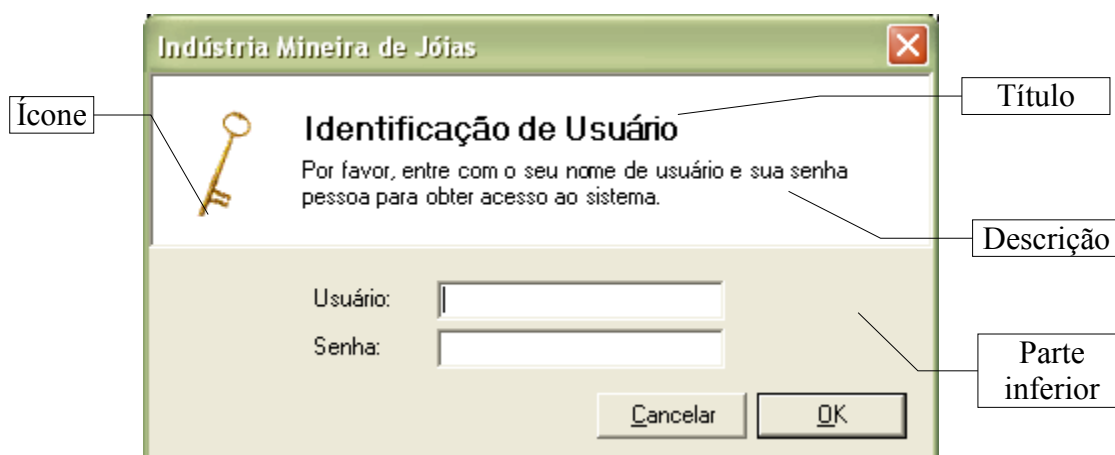 Indústria Mineira de Jóias
Ícone
Título
Identificação de Usuário
Por favor, entre com o seu nome de usuário e sua senha
pessoa para obter acesso ao sistema.
Descrição
Usuário:
Senha:
Parte
inferior
Cancelar
OK